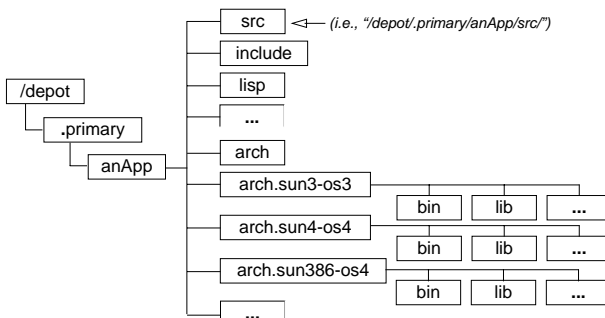 src
(i.e., “/depot/.primary/anApp/src/”)
include
lisp
/depot
...
.primary
arch
anApp
arch.sun3-os3
bin lib ...
arch.sun4-os4
bin lib ...
arch.sun386-os4
bin lib ...
...